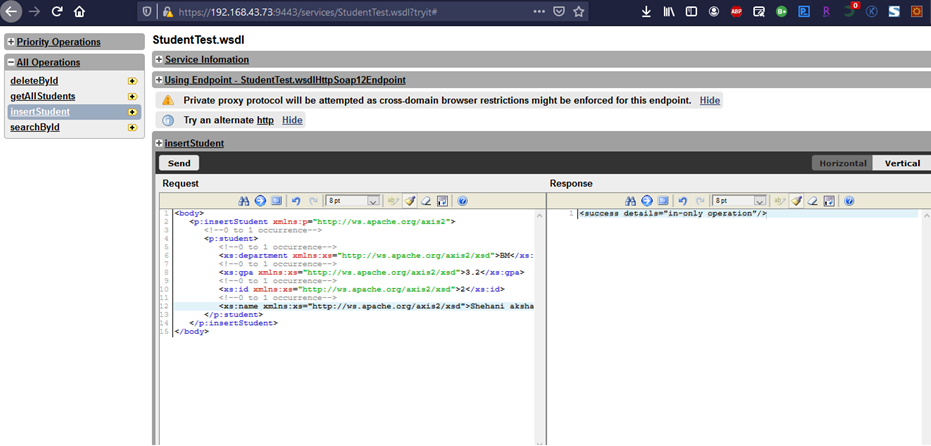 https://192.168.43.73:9443/services/StudentTest.wsdl?tryit#
ABP
0
Priority Operations
All Operations
deleteById
getAllStudents
insertStudent
searchById
StudentTest.wsdl
Service Infomation
Using Endpoint - StudentTest.wsdlHttpSoap12Endpoint
Private proxy protocol will be attempted as cross-domain browser restrictions might be enforced for this endpoint. Hide
Try an alternate http Hide
insertStudent
Send
Horizontal Vertical
Request
8 pt
1 <body>
2 <p:insertStudent xmlns:p="http://ws.apache.org/axis2">
3 <!--0 to 1 occurrence-->
4 <p:student>
5 <!--0 to 1 occurrence-->
6 <xs:department xmlns:xs="http://ws.apache.org/axis2/xsd">BM</xs:
7 <!--0 to 1 occurrence-->
8 <xs:gpa xmlns:xs="http://ws.apache.org/axis2/xsd">3.2</xs:gpa>
9 <!--0 to 1 occurrence-->
10 <xs:id xmlns:xs="http://ws.apache.org/axis2/xsd">2</xs:id>
11 <!--0 to 1 occurrence-->
12 <xs:name xmlns:xs="http://ws.apache.org/axis2/xsd">Shehani aksha
13 </p:student>
14 </p:insertStudent>
15 </body>
Response
8 pt
1 <success details="in-only operation"/>